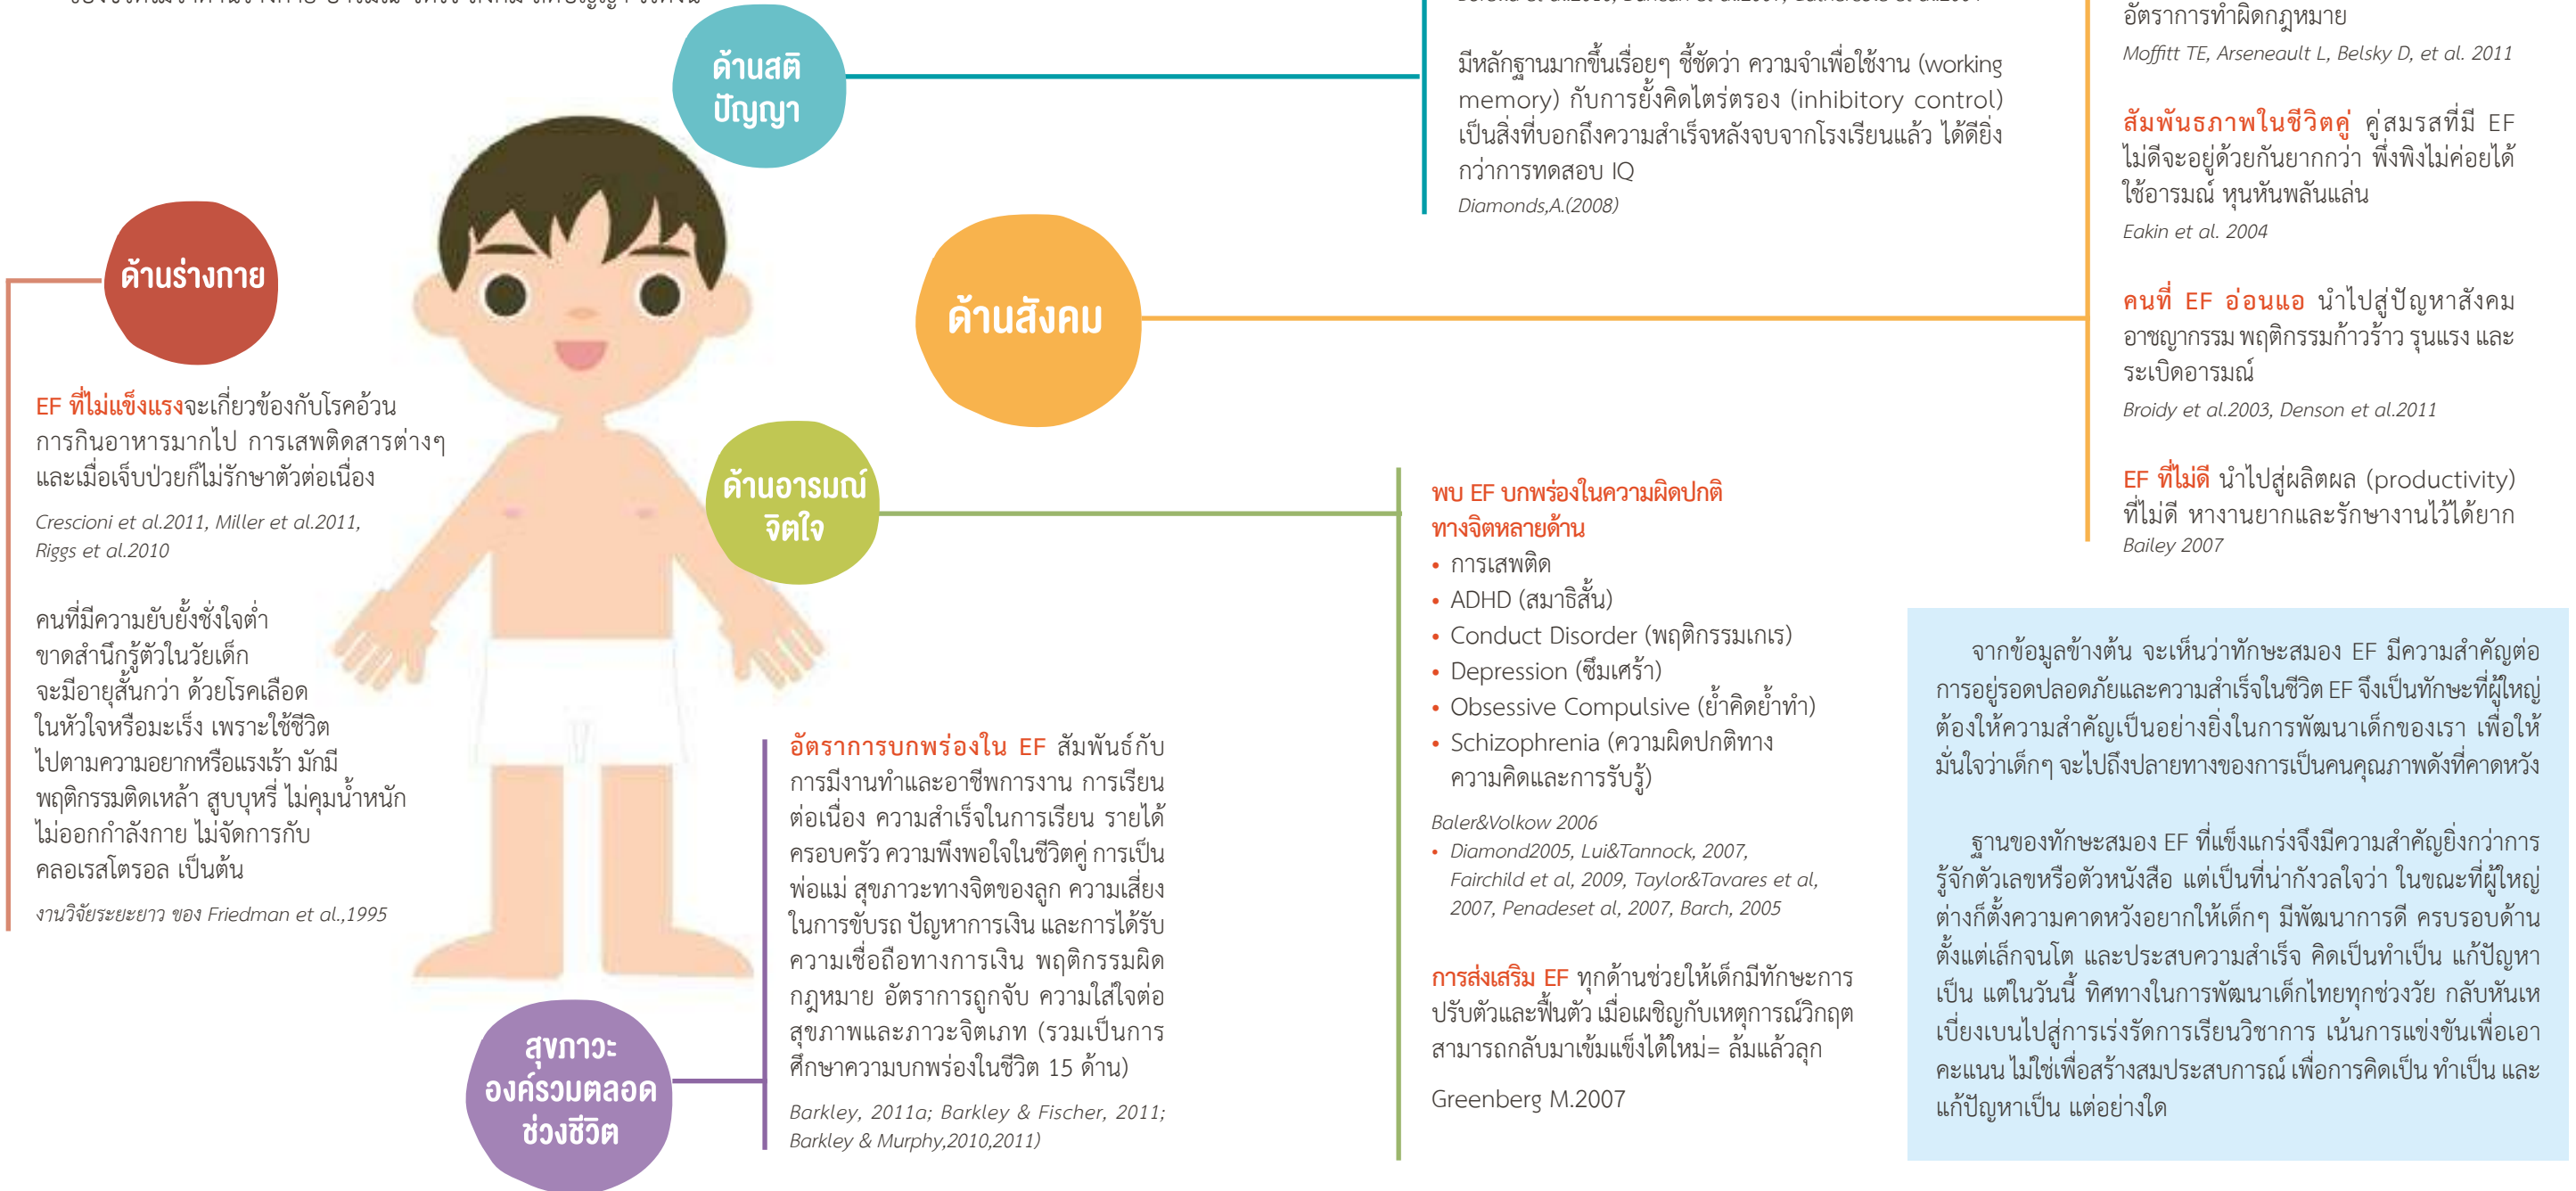 ด้านสติ
ปัญญา
มีหลักฐานมากขึ้นเรื่อยๆ ชี้ชัดว่า ความจำเพื่อใช้งาน (working
memory) กับการยั้งคิดไตร่ตรอง (inhibitory control)
เป็นสิ่งที่บอกถึงความสำเร็จหลังจบจากโรงเรียนแล้ว ได้ดียิ่ง
กว่าการทดสอบ IQ
Diamonds,A.(2008)
ด้านร่างกาย
EF ที่ไม่แข็งแรงจะเกี่ยวข้องกับโรคอ้วน
การกินอาหารมากไป การเสพติดสารต่างๆ
และเมื่อเจ็บป่วยก็ไม่รักษาตัวต่อเนื่อง
Crescioni et al.2011, Miller et al.2011,
Riggs et al.2010
คนที่มีความยับยั้งชั่งใจต่ำ
ขาดสำนึกรู้ตัวในวัยเด็ก
จะมีอายุสั้นกว่า ด้วยโรคเลือด
ในหัวใจหรือมะเร็ง เพราะใช้ชีวิต
ไปตามความอยากหรือแรงเร้า มักมี
พฤติกรรมติดเหล้า สูบบุหรี่ ไม่คุมน้ำหนัก
ไม่ออกกำลังกาย ไม่จัดการกับ
คลอเรสโตรอล เป็นต้น
งานวิจัยระยะยาว ของ Friedman et al.,1995
ด้านสังคม
อัตราการทำผิดกฎหมาย
Moffitt TE, Arseneault L, Belsky D, et al. 2011
สัมพันธภาพในชีวิตคู่ คู่สมรสที่มี EF
ไม่ดีจะอยู่ด้วยกันยากกว่า พึ่งพิงไม่ค่อยได้
ใช้อารมณ์ หุนหันพลันแล่น
Eakin et al. 2004
คนที่ EF อ่อนแอ นำไปสู่ปัญหาสังคม
อาชญากรรม พฤติกรรมก้าวร้าว รุนแรง และ
ระเบิดอารมณ์
Broidy et al.2003, Denson et al.2011
EF ที่ไม่ดี นำไปสู่ผลิตผล (productivity)
ที่ไม่ดี หางานยากและรักษางานไว้ได้ยาก
Bailey 2007
ด้านอารมณ์
จิตใจ
พบ EF บกพร่องในความผิดปกติ
ทางจิตหลายด้าน
• การเสพติด
• ADHD (สมาธิสั้น)
• Conduct Disorder (พฤติกรรมเกเร)
• Depression (ซึมเศร้า)
• Obsessive Compulsive (ย้ำคิดย้ำทำ)
• Schizophrenia (ความผิดปกติทาง
ความคิดและการรับรู้)
Baler&Volkow 2006
• Diamond2005, Lui&Tannock, 2007,
Fairchild et al, 2009, Taylor&Tavares et al,
2007, Penadeset al, 2007, Barch, 2005
การส่งเสริม EF ทุกด้านช่วยให้เด็กมีทักษะการ
ปรับตัวและฟื้นตัว เมื่อเผชิญกับเหตุการณ์วิกฤต
สามารถกลับมาเข้มแข็งได้ใหม่= ล้มแล้วลุก
Greenberg M.2007
สุขภาวะ
องค์รวมตลอด
ช่วงชีวิต
อัตราการบกพร่องใน EF สัมพันธ์กับ
การมีงานทำและอาชีพการงาน การเรียน
ต่อเนื่อง ความสำเร็จในการเรียน รายได้
ครอบครัว ความพึงพอใจในชีวิตคู่ การเป็น
พ่อแม่ สุขภาวะทางจิตของลูก ความเสี่ยง
ในการขับรถ ปัญหาการเงิน และการได้รับ
ความเชื่อถือทางการเงิน พฤติกรรมผิด
กฎหมาย อัตราการถูกจับ ความใส่ใจต่อ
สุขภาพและภาวะจิตเภท (รวมเป็นการ
ศึกษาความบกพร่องในชีวิต 15 ด้าน)
Barkley, 2011a; Barkley & Fischer, 2011;
Barkley & Murphy,2010,2011)
จากข้อมูลข้างต้น จะเห็นว่าทักษะสมอง EF มีความสำคัญต่อ
การอยู่รอดปลอดภัยและความสำเร็จในชีวิต EF จึงเป็นทักษะที่ผู้ใหญ่
ต้องให้ความสำคัญเป็นอย่างยิ่งในการพัฒนาเด็กของเรา เพื่อให้
มั่นใจว่าเด็กๆ จะไปถึงปลายทางของการเป็นคนคุณภาพดังที่คาดหวัง
ฐานของทักษะสมอง EF ที่แข็งแกร่งจึงมีความสำคัญยิ่งกว่าการ
รู้จักตัวเลขหรือตัวหนังสือ แต่เป็นที่น่ากังวลใจว่า ในขณะที่ผู้ใหญ่
ต่างก็ตั้งความคาดหวังอยากให้เด็กๆ มีพัฒนาการดี ครบรอบด้าน
ตั้งแต่เล็กจนโต และประสบความสำเร็จ คิดเป็นทำเป็น แก้ปัญหา
เป็น แต่ในวันนี้ ทิศทางในการพัฒนาเด็กไทยทุกช่วงวัย กลับหันเห
เบี่ยงเบนไปสู่การเร่งรัดการเรียนวิชาการ เน้นการแข่งขันเพื่อเอา
คะแนน ไม่ใช่เพื่อสร้างสมประสบการณ์ เพื่อการคิดเป็น ทำเป็น และ
แก้ปัญหาเป็น แต่อย่างใด